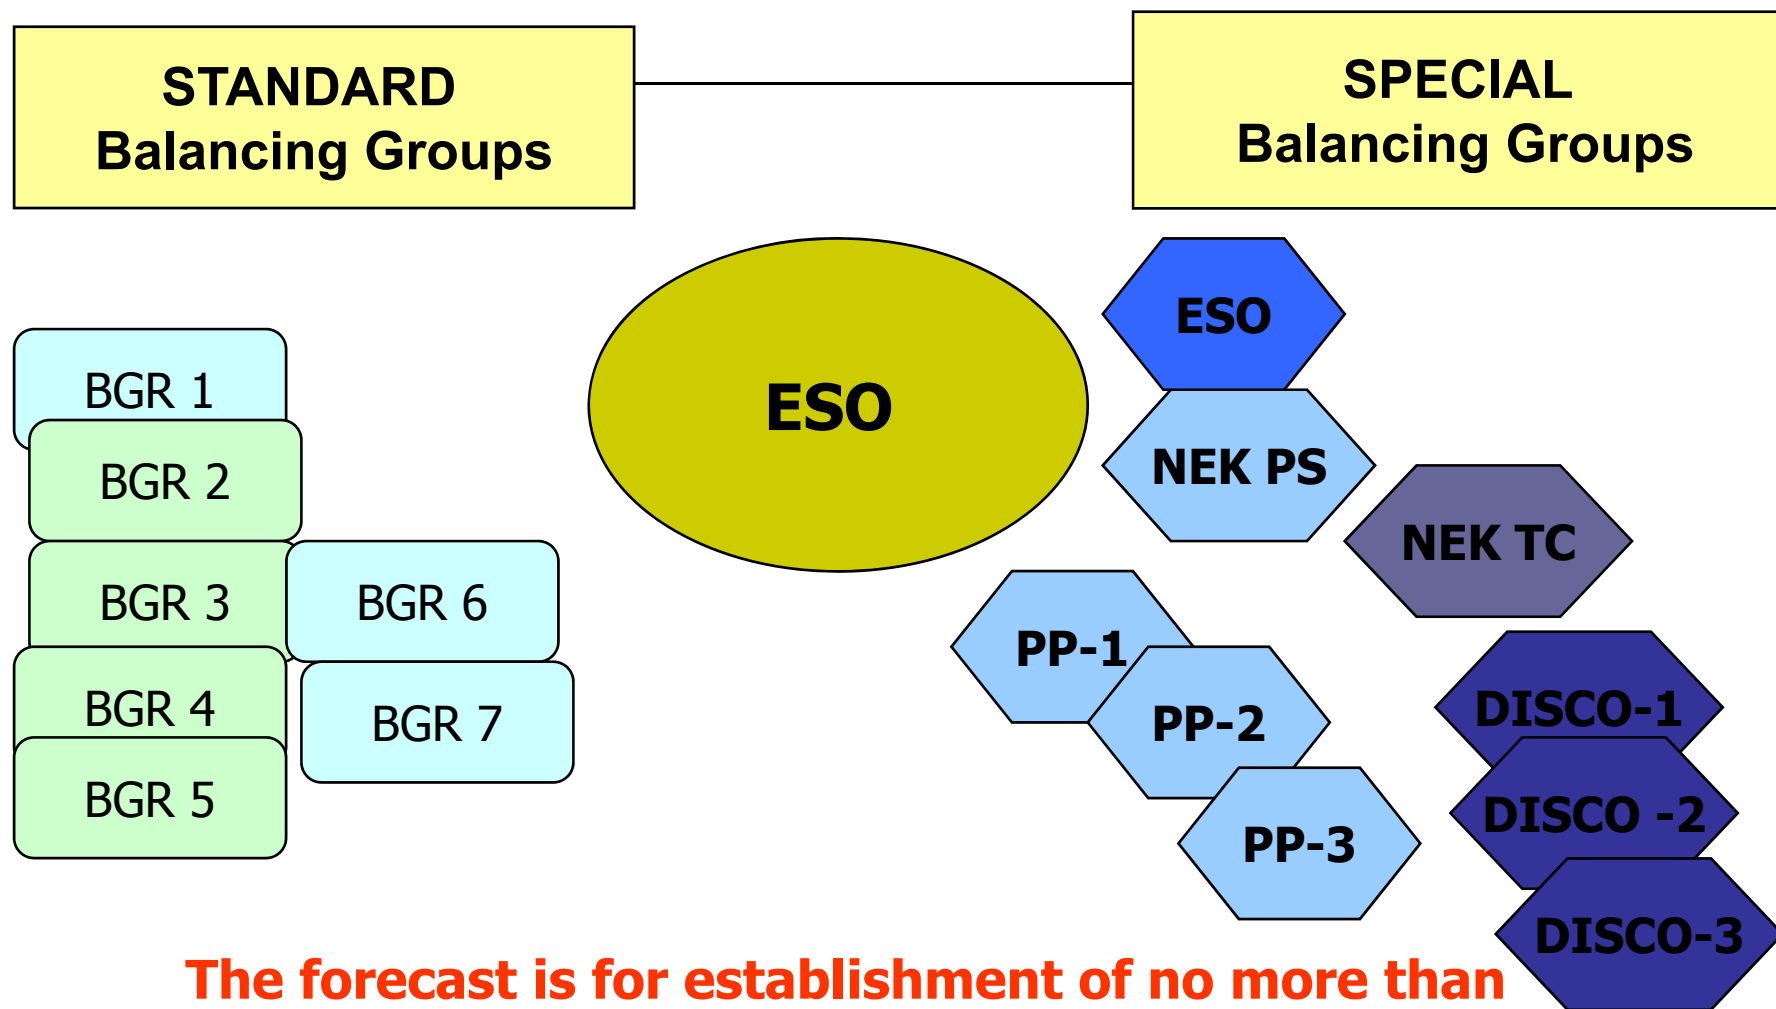 STANDARD
Balancing Groups
SPECIAL
Balancing Groups
ESO
ESO
NEK PS
NEK TC
BGR 1
BGR 2
BGR 3
BGR 6
BGR 4
BGR 7
BGR 5
PP-1
PP-2
PP-3
DISCO-1
DISCO -2
DISCO-3
The forecast is for establishment of no more than